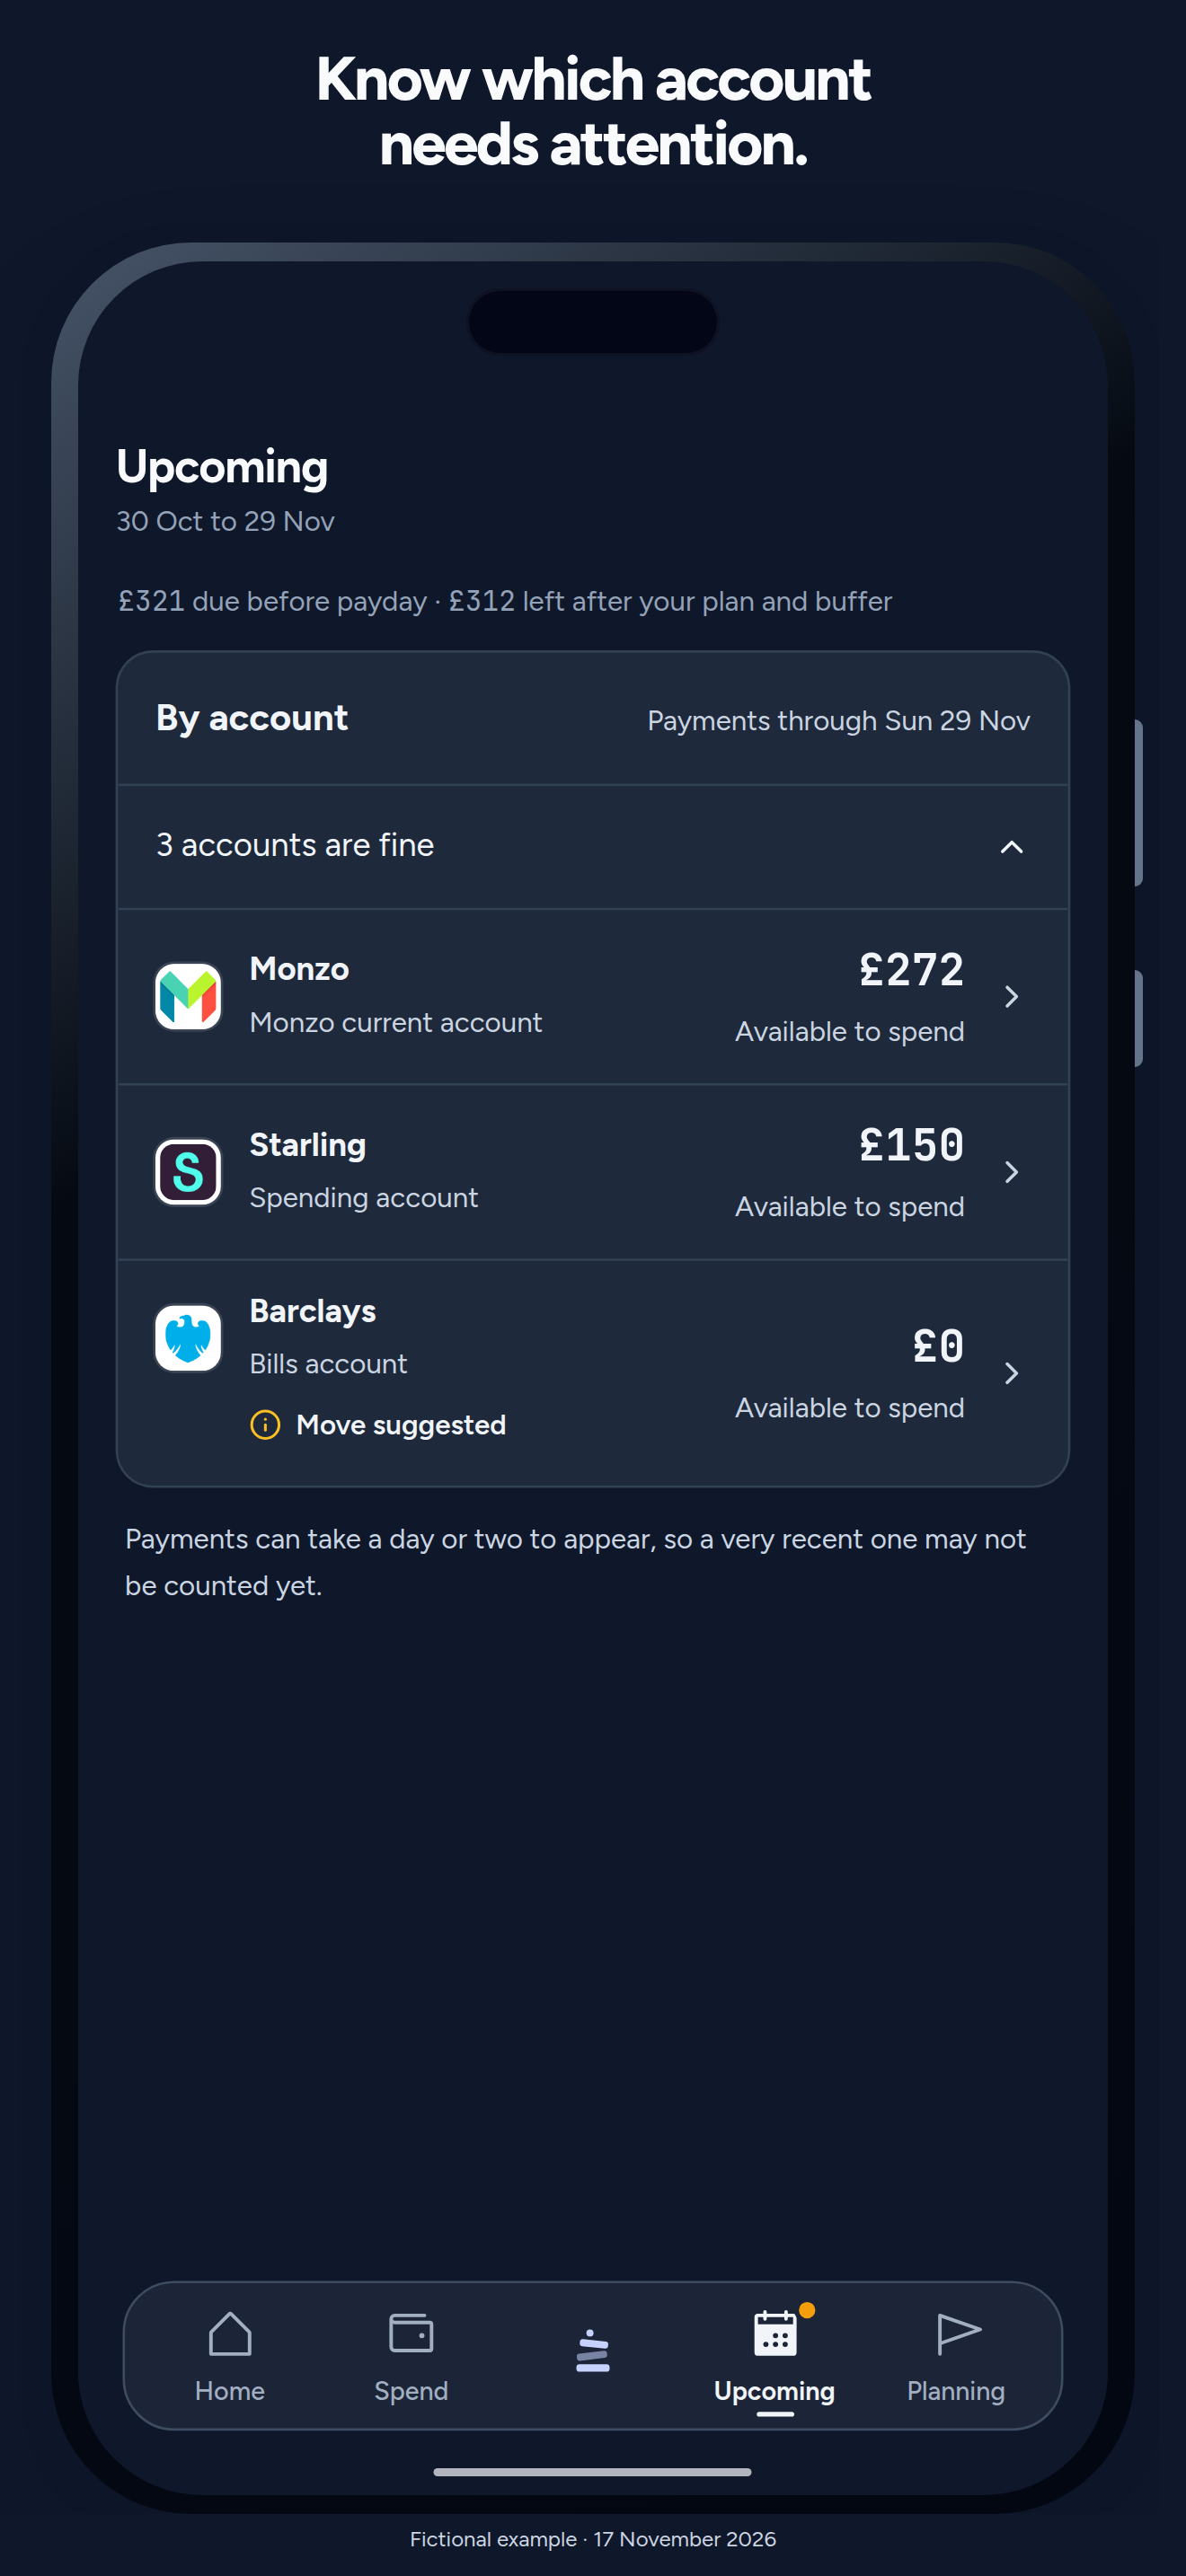 Know which account
needs attention.
Upcoming
30 Oct to 29 Nov
£321 due before payday · £312 left after your plan and buffer
By account
Payments through Sun 29 Nov
3 accounts are fine
Monzo
£272
Monzo current account
Available to spend
S
Starling
£150
Spending account
Available to spend
Barclays
£0
Bills account
Available to spend
Move suggested
Payments can take a day or two to appear, so a very recent one may not
be counted yet.
Home
Spend
Upcoming
Planning
Fictional example · 17 November 2026